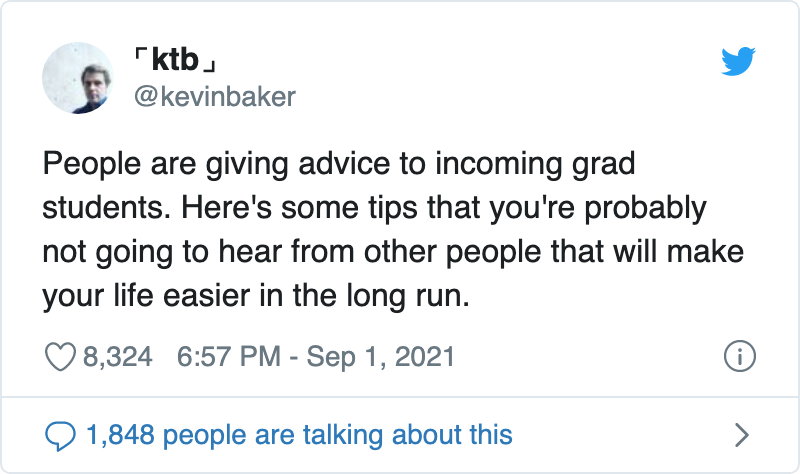 「ktb」
@kevinbaker
People are giving advice to incoming grad
students. Here's some tips that you're probably
not going to hear from other people that will make
your life easier in the long run.
8,324 6:57 PM - Sep 1, 2021
1,848 people are talking about this